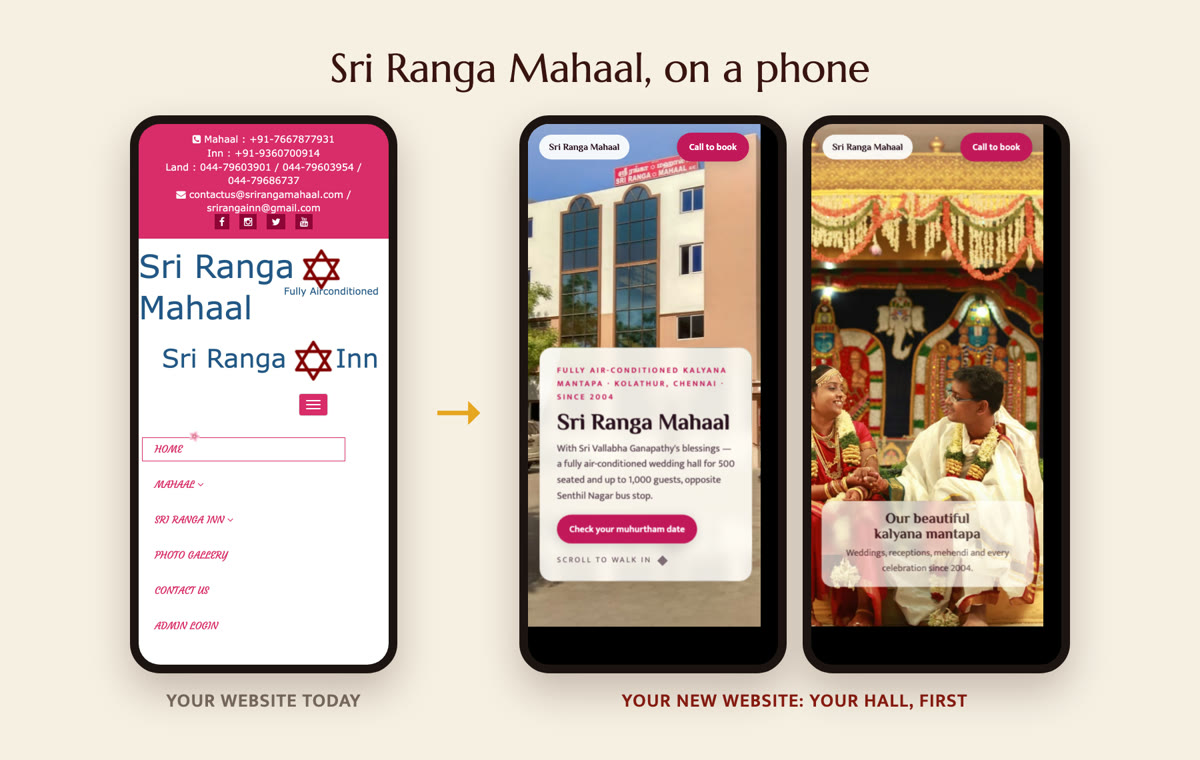 Sri Ranga Mahaal, on a phone
Mahaal : +91-7667877931
Inn : +91-9360700914
Land : 044-79603901 / 044-79603954 /
044-79686737
contactus@srirangamahaal.com /
srirangainn@gmail.com
Sri Ranga
Fully Airconditioned
Mahaal
Sri Ranga Inn
HOME
MAHAAL
SRI RANGA INN
PHOTO GALLERY
CONTACT US
ADMIN LOGIN
YOUR WEBSITE TODAY
Sri Ranga Mahaal
Call to book
SRI RANGA MAHAAL
FULLY AIR-CONDITIONED KALYANA
MANTAPA · KOLATHUR, CHENNAI ·
SINCE 2004
Sri Ranga Mahaal
With Sri Vallabha Ganapathy's blessings —
a fully air-conditioned wedding hall for 500
seated and up to 1,000 guests, opposite
Senthil Nagar bus stop.
Check your muhurtham date
SCROLL TO WALK IN
Sri Ranga Mahaal
Call to book
Our beautiful
kalyana mantapa
Weddings, receptions, mehendi and every
celebration since 2004.
YOUR NEW WEBSITE: YOUR HALL, FIRST